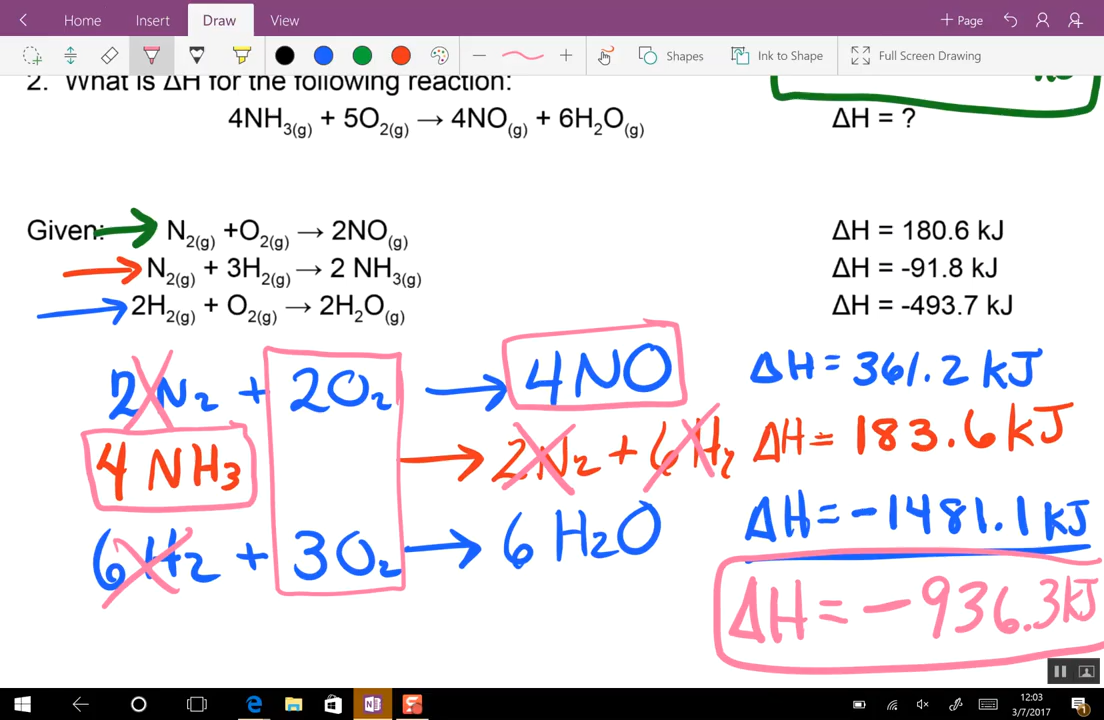 Home Insert Draw View + Page
Shapes Ink to Shape Full Screen Drawing
2. What is ΔH for the following reaction:
4NH3(g) + 5O2(g) → 4NO(g) + 6H2O(g) ΔH = ?
Given: N2(g) +O2(g) → 2NO(g) ΔH = 180.6 kJ
N2(g) + 3H2(g) → 2 NH3(g) ΔH = -91.8 kJ
2H2(g) + O2(g) → 2H2O(g) ΔH = -493.7 kJ
2N2 + 2O2 → 4NO ΔH = 361.2 kJ
4 NH3 → 2N2 + 6H2 ΔH = 183.6 kJ
6H2 + 3O2 → 6 H2O ΔH = -1481.1 kJ
ΔH = -936.3 kJ
12:03
3/7/2017